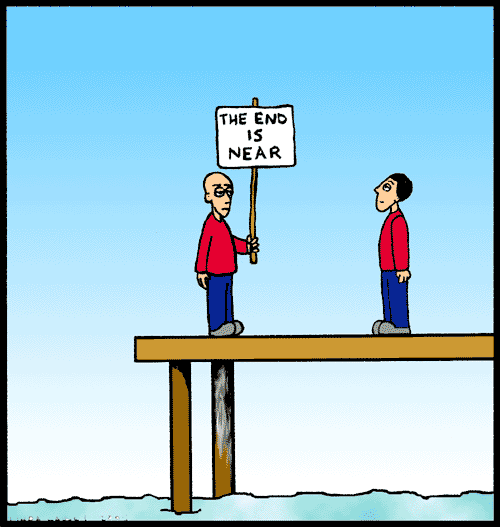 THE END
IS
NEAR